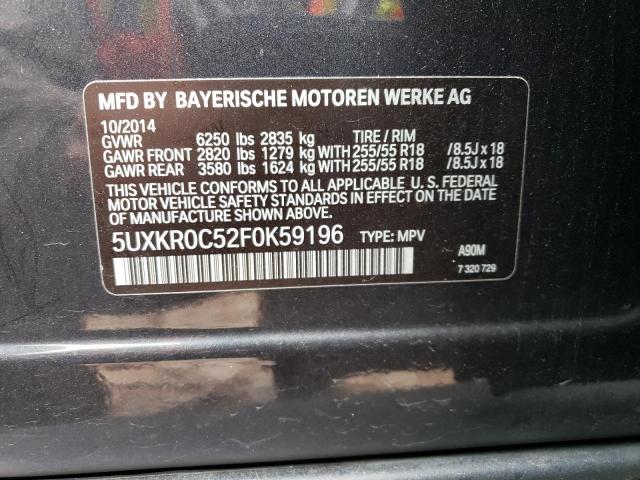 MFD BY BAYERISCHE MOTOREN WERKE AG
10/2014
GVWR 6250 lbs 2835 kg TIRE / RIM
GAWR FRONT 2820 lbs 1279 kg WITH 255/55 R18 /8.5J x 18
GAWR REAR 3580 lbs 1624 kg WITH 255/55 R18 /8.5J x 18
THIS VEHICLE CONFORMS TO ALL APPLICABLE U. S. FEDERAL
MOTOR VEHICLE SAFETY STANDARDS IN EFFECT ON THE DATE
OF MANUFACTURE SHOWN ABOVE.
5UXKR0C52F0K59196 TYPE: MPV A90M
7 320 729